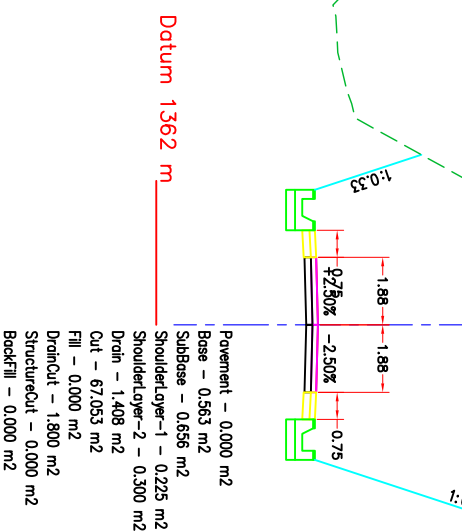 Datum 1362 m
1:0.33
0.75
+2.50%
1.88
-2.50%
1.88
0.75
Pavement - 0.000 m2
Base - 0.563 m2
SubBase - 0.656 m2
ShoulderLayer-1 - 0.225 m2
ShoulderLayer-2 - 0.300 m2
Drain - 1.408 m2
Cut - 67.053 m2
Fill - 0.000 m2
DrainCut - 1.800 m2
StructureCut - 0.000 m2
BackFill - 0.000 m2